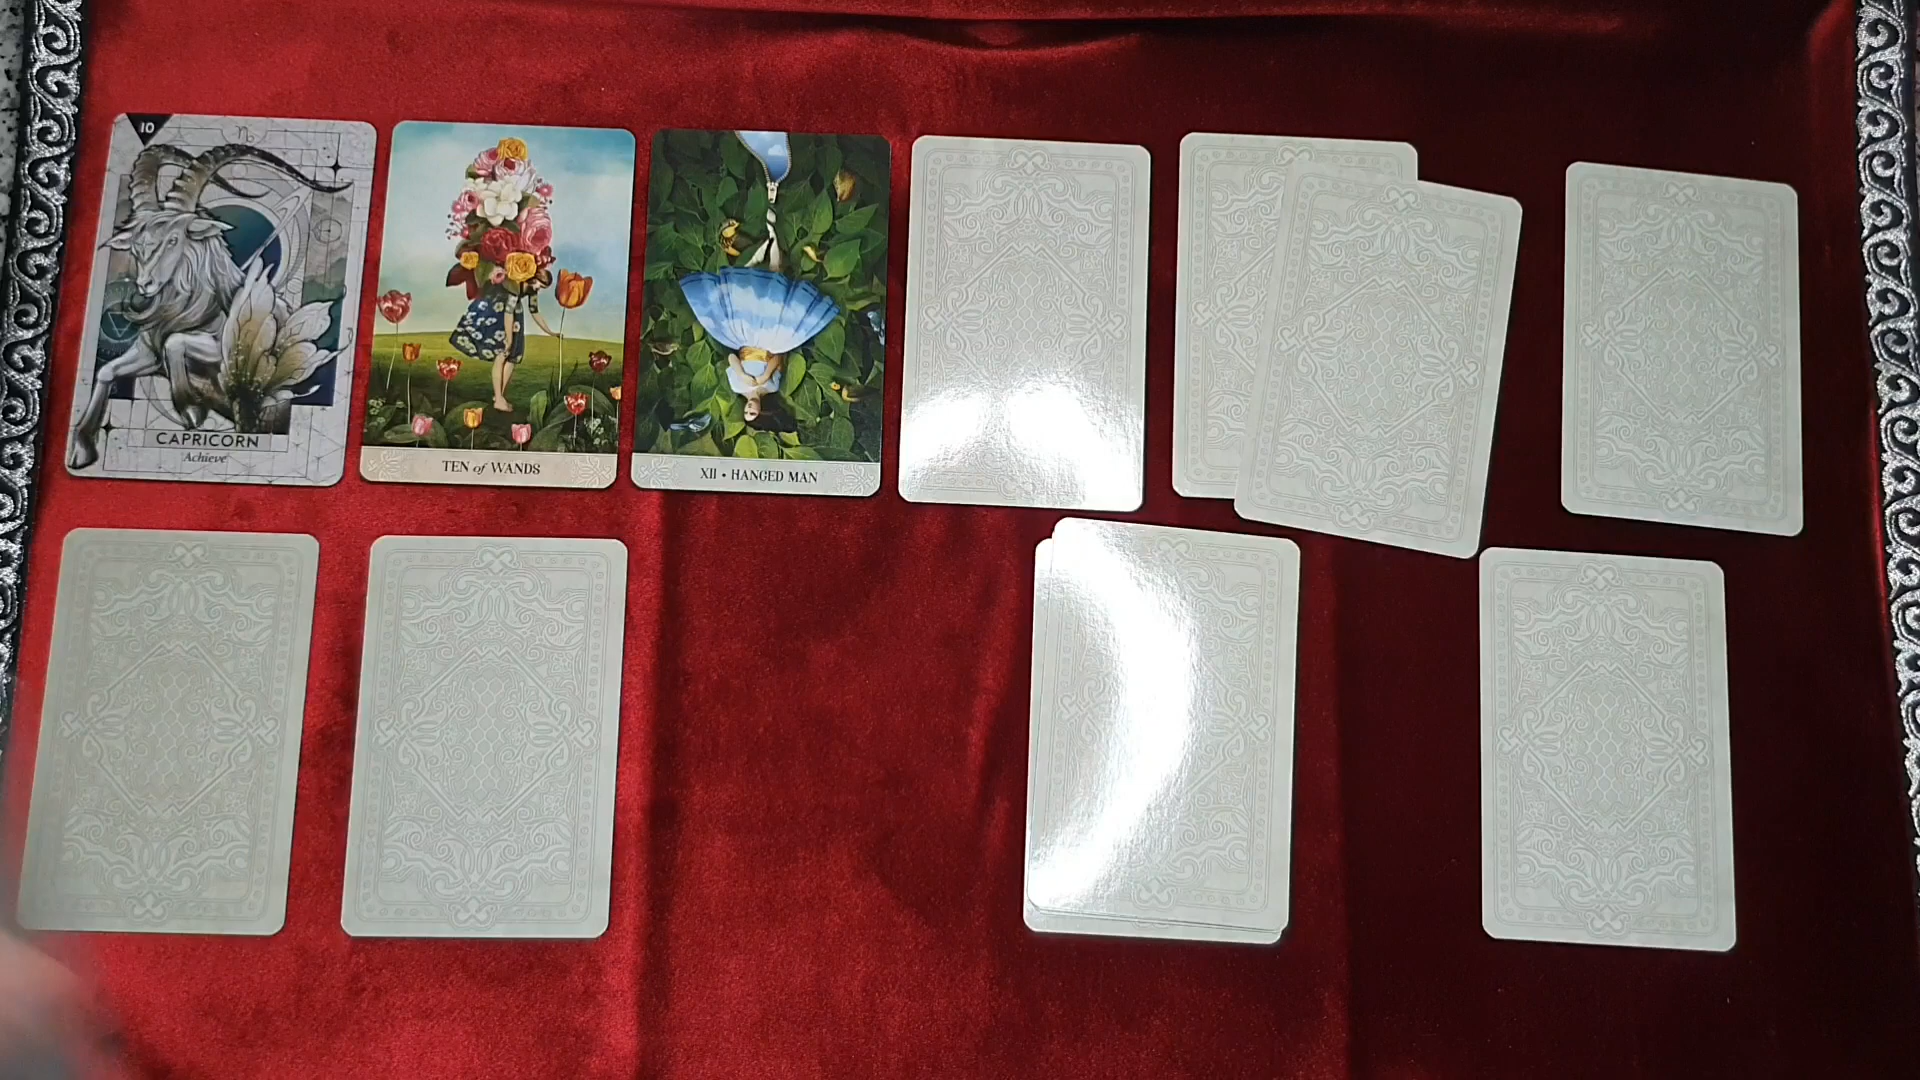 10
CAPRICORN
Achieve
TEN of WANDS
XII • HANGED MAN